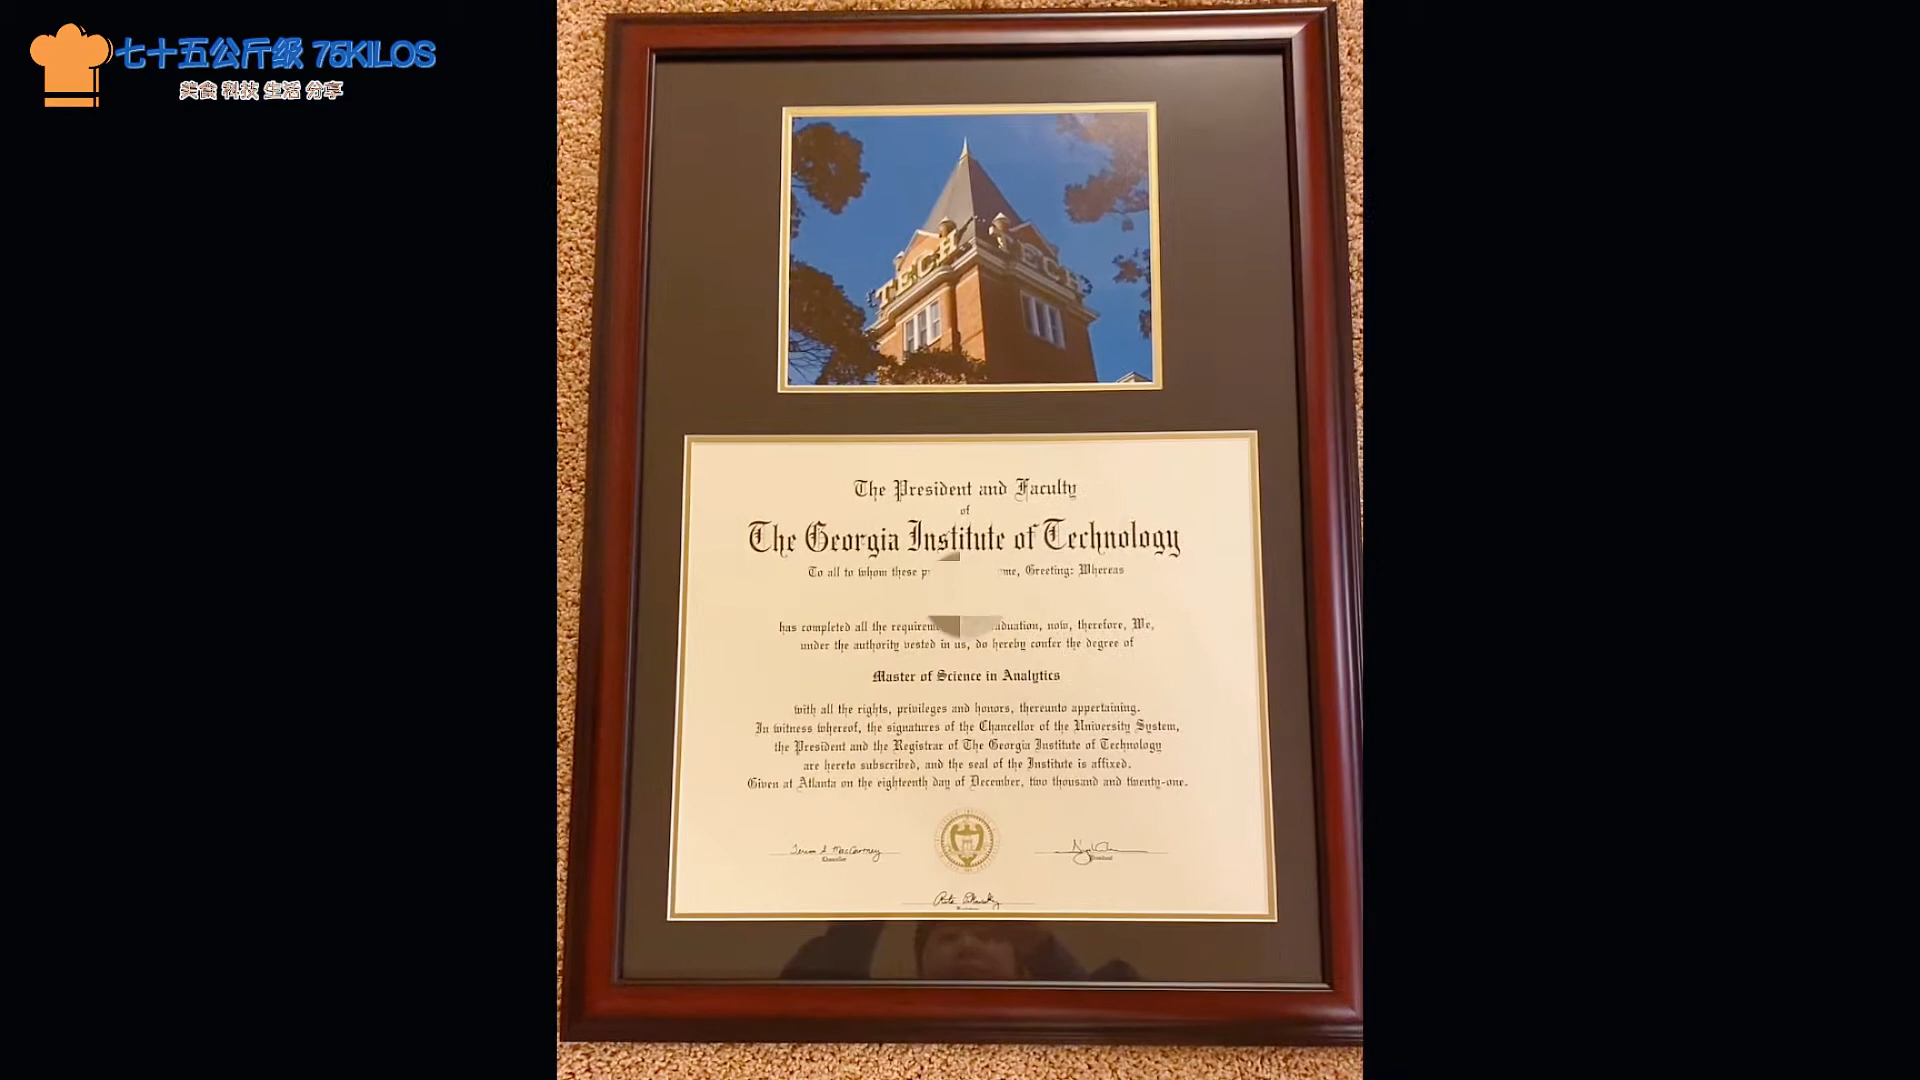 七十五公斤级 75KILOS
美食 科技 生活 分享
TECH TECH
The President and Faculty
of
The Georgia Institute of Technology
To all to whom these me, Greeting: Whereas
has completed all the graduation, now, therefore, We,
under the authority vested in us, do hereby confer the degree of
Master of Science in Analytics
with all the rights, privileges and honors, thereunto appertaining.
In witness whereof, the signatures of the Chancellor of the University System,
the President and the Registrar of The Georgia Institute of Technology
are hereto subscribed, and the seal of the Institute is affixed.
Given at Atlanta on the eighteenth day of December, two thousand and twenty-one.
Chancellor
President